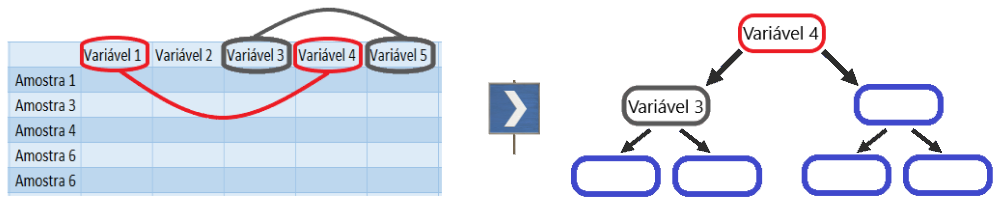 Variável 1 Variável 2 Variável 3 Variável 4 Variável 5
Amostra 1
Amostra 3
Amostra 4
Amostra 6
Amostra 6
Variável 4
Variável 3